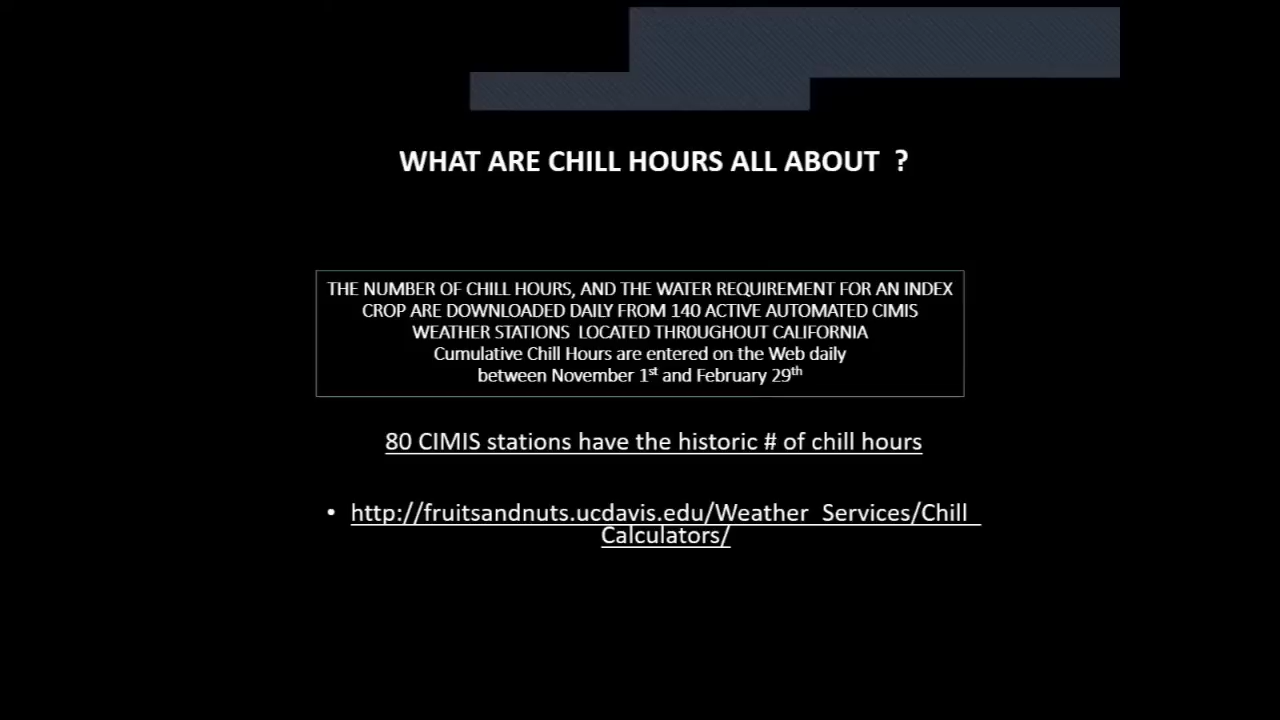 WHAT ARE CHILL HOURS ALL ABOUT ?
THE NUMBER OF CHILL HOURS, AND THE WATER REQUIREMENT FOR AN INDEX
CROP ARE DOWNLOADED DAILY FROM 140 ACTIVE AUTOMATED CIMIS
WEATHER STATIONS LOCATED THR0UGHOUT CALIFORNIA
Cumulative Chill Hours are entered on the Web daily
between November 1st and February 29th
80 CIMIS stations have the historic # of chill hours
• http://fruitsandnuts.ucdavis.edu/Weather_Services/Chill_
Calculators/